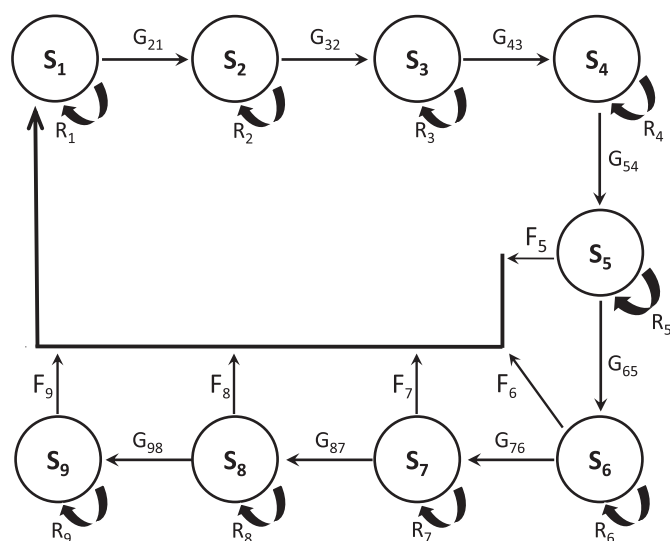 S₁ G₂₁ S₂ G₃₂ S₃ G₄₃ S₄
R₁ R₂ R₃ R₄
G₅₄
F₅ S₅
R₅
G₆₅
F₉ F₈ F₇ F₆
S₉ G₉₈ S₈ G₈₇ S₇ G₇₆ S₆
R₉ R₈ R₇ R₆